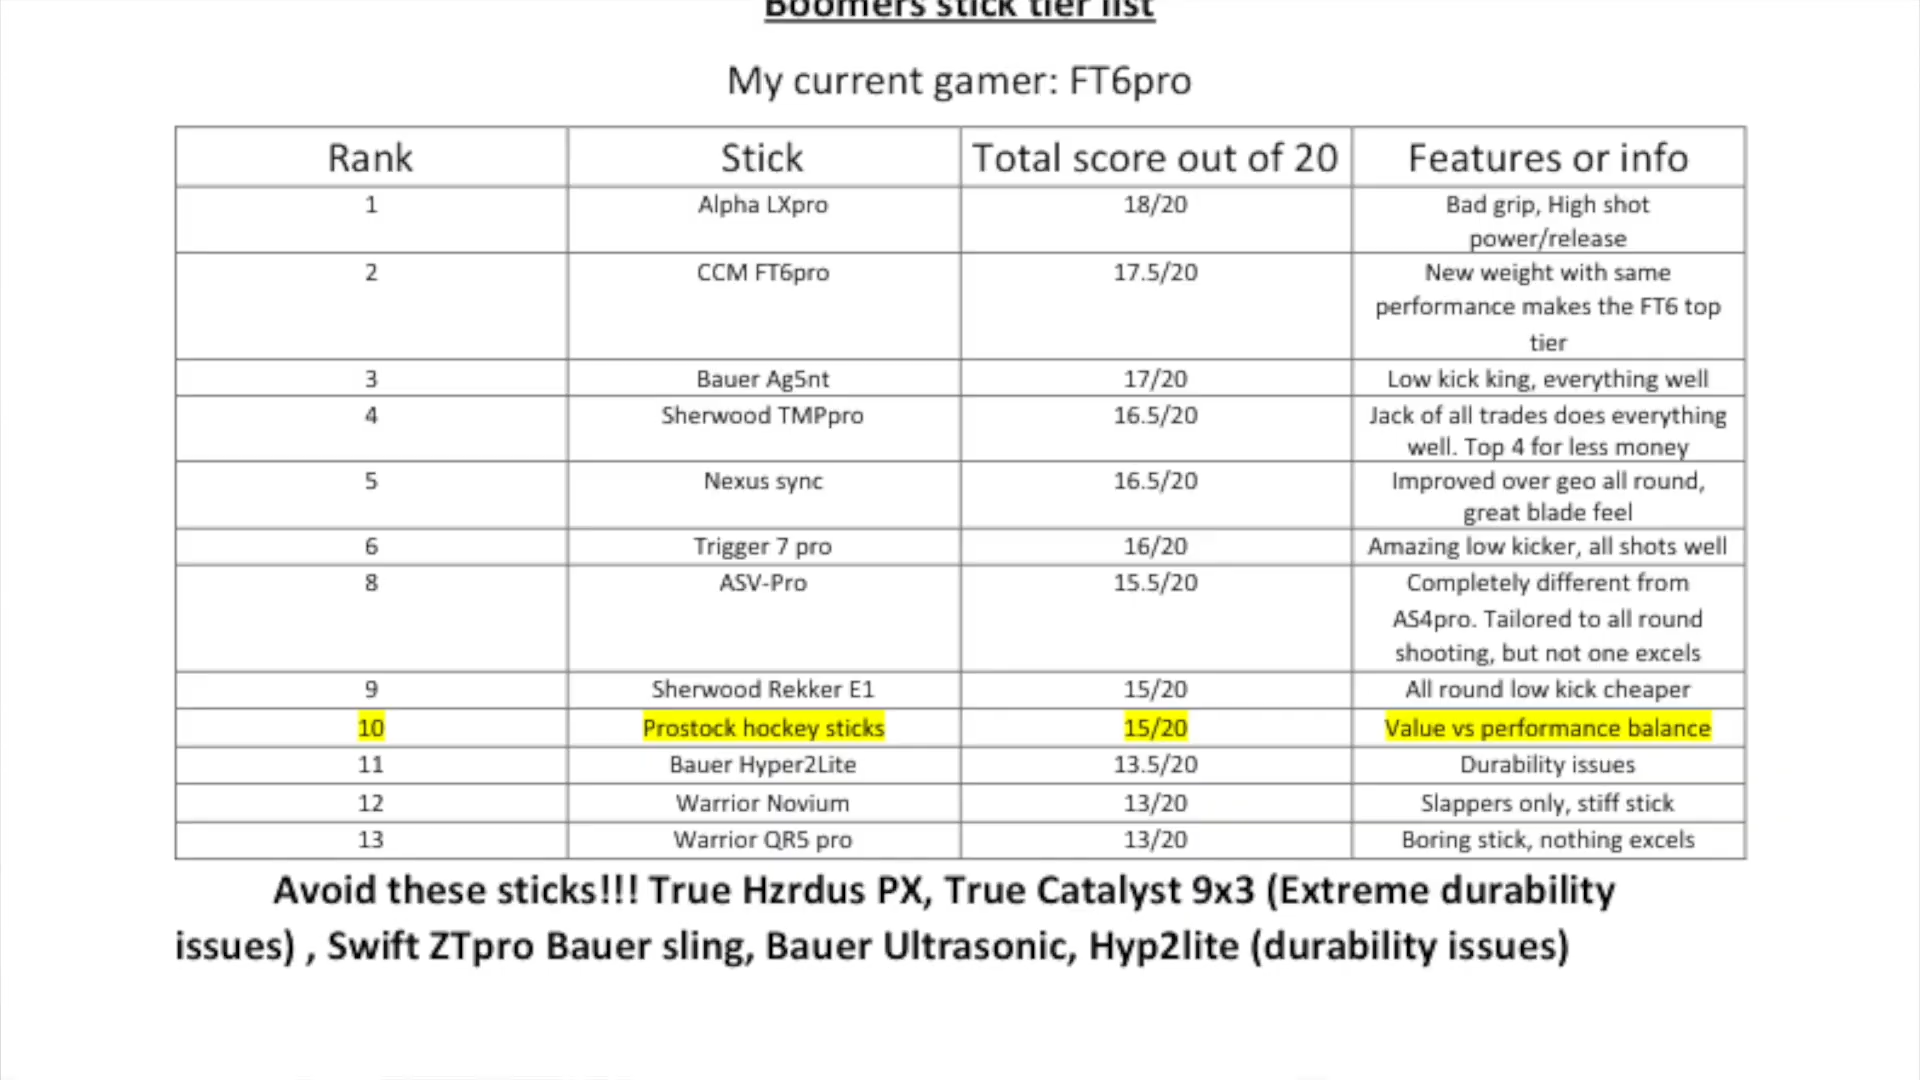 Boomers stick tier list
My current gamer: FT6pro
Rank Stick Total score out of 20 Features or info
1 Alpha LXpro 18/20 Bad grip, High shot
power/release
2 CCM FT6pro 17.5/20 New weight with same
performance makes the FT6 top
tier
3 Bauer Ag5nt 17/20 Low kick king, everything well
4 Sherwood TMPpro 16.5/20 Jack of all trades does everything
well. Top 4 for less money
5 Nexus sync 16.5/20 Improved over geo all round,
great blade feel
6 Trigger 7 pro 16/20 Amazing low kicker, all shots well
8 ASV-Pro 15.5/20 Completely different from
AS4pro. Tailored to all round
shooting, but not one excels
9 Sherwood Rekker E1 15/20 All round low kick cheaper
10 Prostock hockey sticks 15/20 Value vs performance balance
11 Bauer Hyper2Lite 13.5/20 Durability issues
12 Warrior Novium 13/20 Slappers only, stiff stick
13 Warrior QR5 pro 13/20 Boring stick, nothing excels
Avoid these sticks!!! True Hzrdus PX, True Catalyst 9x3 (Extreme durability
issues) , Swift ZTpro Bauer sling, Bauer Ultrasonic, Hyp2lite (durability issues)